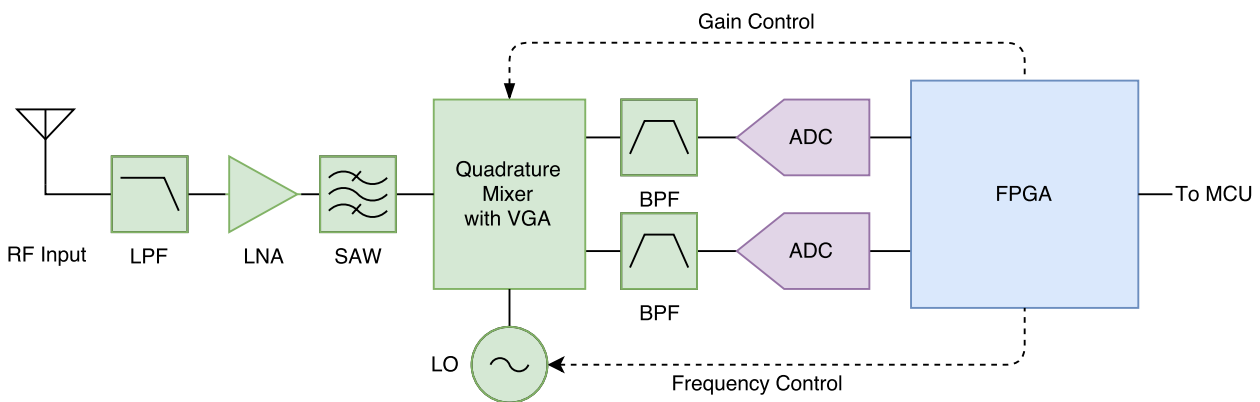 Gain Control
RF Input
LPF
LNA
SAW
Quadrature
Mixer
with VGA
BPF
ADC
BPF
ADC
FPGA
To MCU
LO
Frequency Control